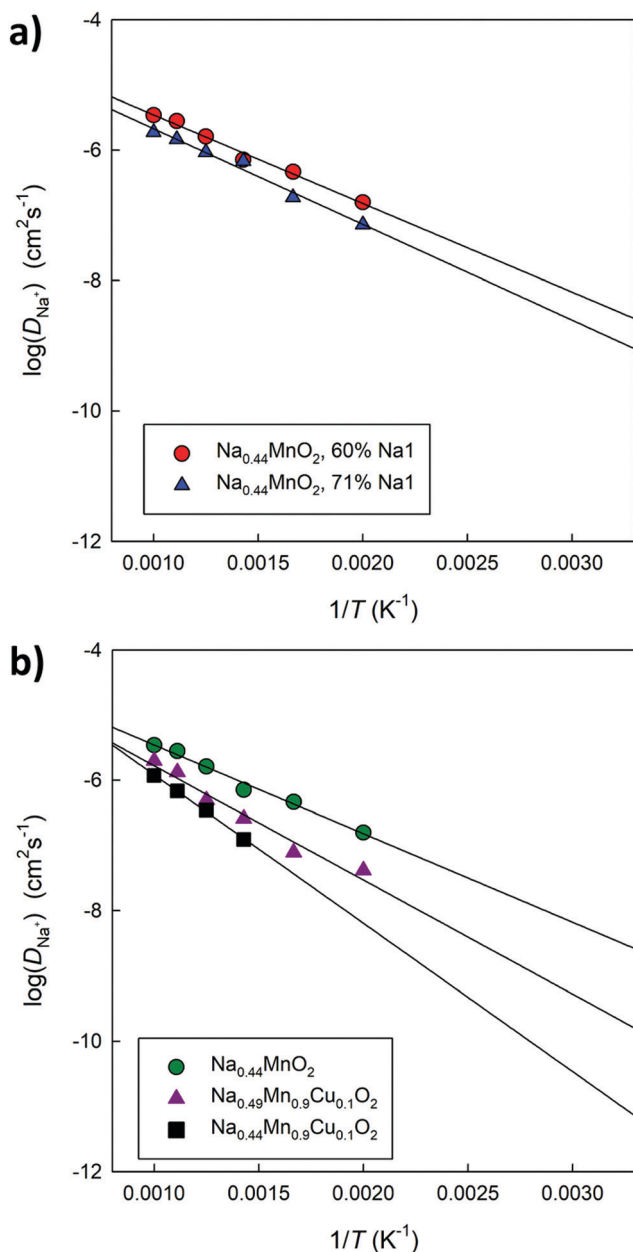 a)
-4
-6
-8
-10
-12
log(D_Na⁺) (cm²s⁻¹)
Na₀.₄₄MnO₂, 60% Na1
Na₀.₄₄MnO₂, 71% Na1
0.0010 0.0015 0.0020 0.0025 0.0030
1/T (K⁻¹)
b)
-4
-6
-8
-10
-12
log(D_Na⁺) (cm²s⁻¹)
Na₀.₄₄MnO₂
Na₀.₄₉Mn₀.₉Cu₀.₁O₂
Na₀.₄₄Mn₀.₉Cu₀.₁O₂
0.0010 0.0015 0.0020 0.0025 0.0030
1/T (K⁻¹)